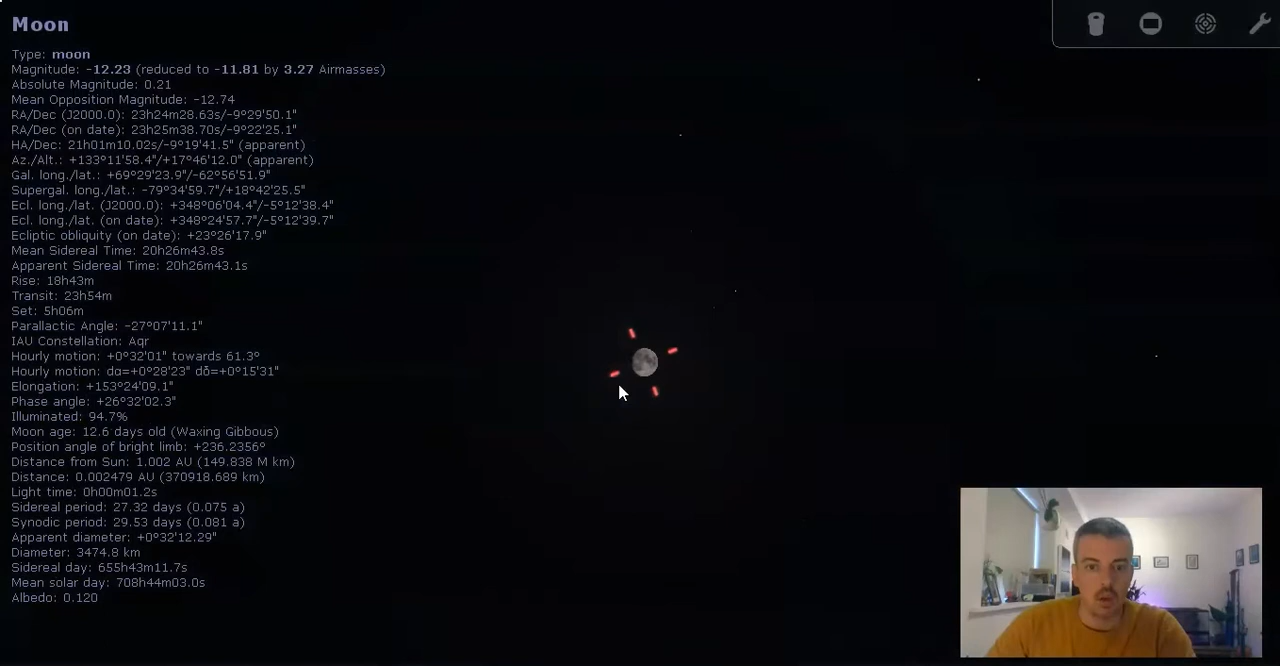 Moon
Type: moon
Magnitude: -12.23 (reduced to -11.81 by 3.27 Airmasses)
Absolute Magnitude: 0.21
Mean Opposition Magnitude: -12.74
RA/Dec (J2000.0): 23h24m28.63s/-9°29'50.1"
RA/Dec (on date): 23h25m38.70s/-9°22'25.1"
HA/Dec: 21h01m10.02s/-9°19'41.5" (apparent)
Az./Alt.: +133°11'58.4"/+17°46'12.0" (apparent)
Gal. long./lat.: +69°29'23.9"/-62°56'51.9"
Supergal. long./lat.: -79°34'59.7"/+18°42'25.5"
Ecl. long./lat. (J2000.0): +348°06'04.4"/-5°12'38.4"
Ecl. long./lat. (on date): +348°24'57.7"/-5°12'39.7"
Ecliptic obliquity (on date): +23°26'17.9"
Mean Sidereal Time: 20h26m43.8s
Apparent Sidereal Time: 20h26m43.1s
Rise: 18h43m
Transit: 23h54m
Set: 5h06m
Parallactic Angle: -27°07'11.1"
IAU Constellation: Aqr
Hourly motion: +0°32'01" towards 61.3°
Hourly motion: dα=+0°28'23" dδ=+0°15'31"
Elongation: +153°24'09.1"
Phase angle: +26°32'02.3"
Illuminated: 94.7%
Moon age: 12.6 days old (Waxing Gibbous)
Position angle of bright limb: +236.2356°
Distance from Sun: 1.002 AU (149.838 M km)
Distance: 0.002479 AU (370918.689 km)
Light time: 0h00m01.2s
Sidereal period: 27.32 days (0.075 a)
Synodic period: 29.53 days (0.081 a)
Apparent diameter: +0°32'12.29"
Diameter: 3474.8 km
Sidereal day: 655h43m11.7s
Mean solar day: 708h44m03.0s
Albedo: 0.120